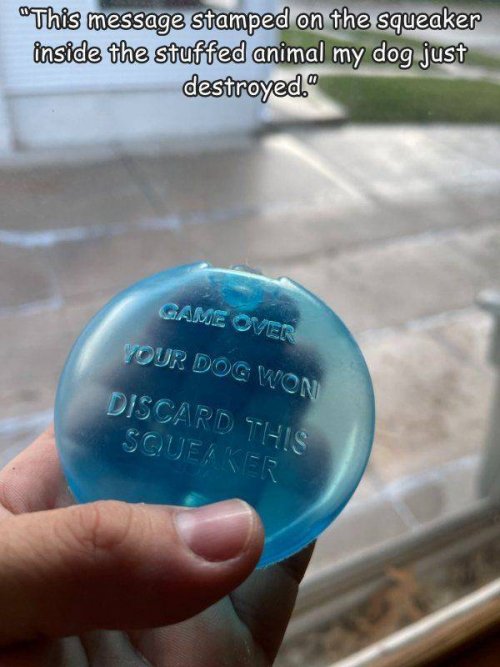 "This message stamped on the squeaker
inside the stuffed animal my dog just
destroyed."
GAME OVER
YOUR DOG WON
DISCARD THIS
SQUEAKER